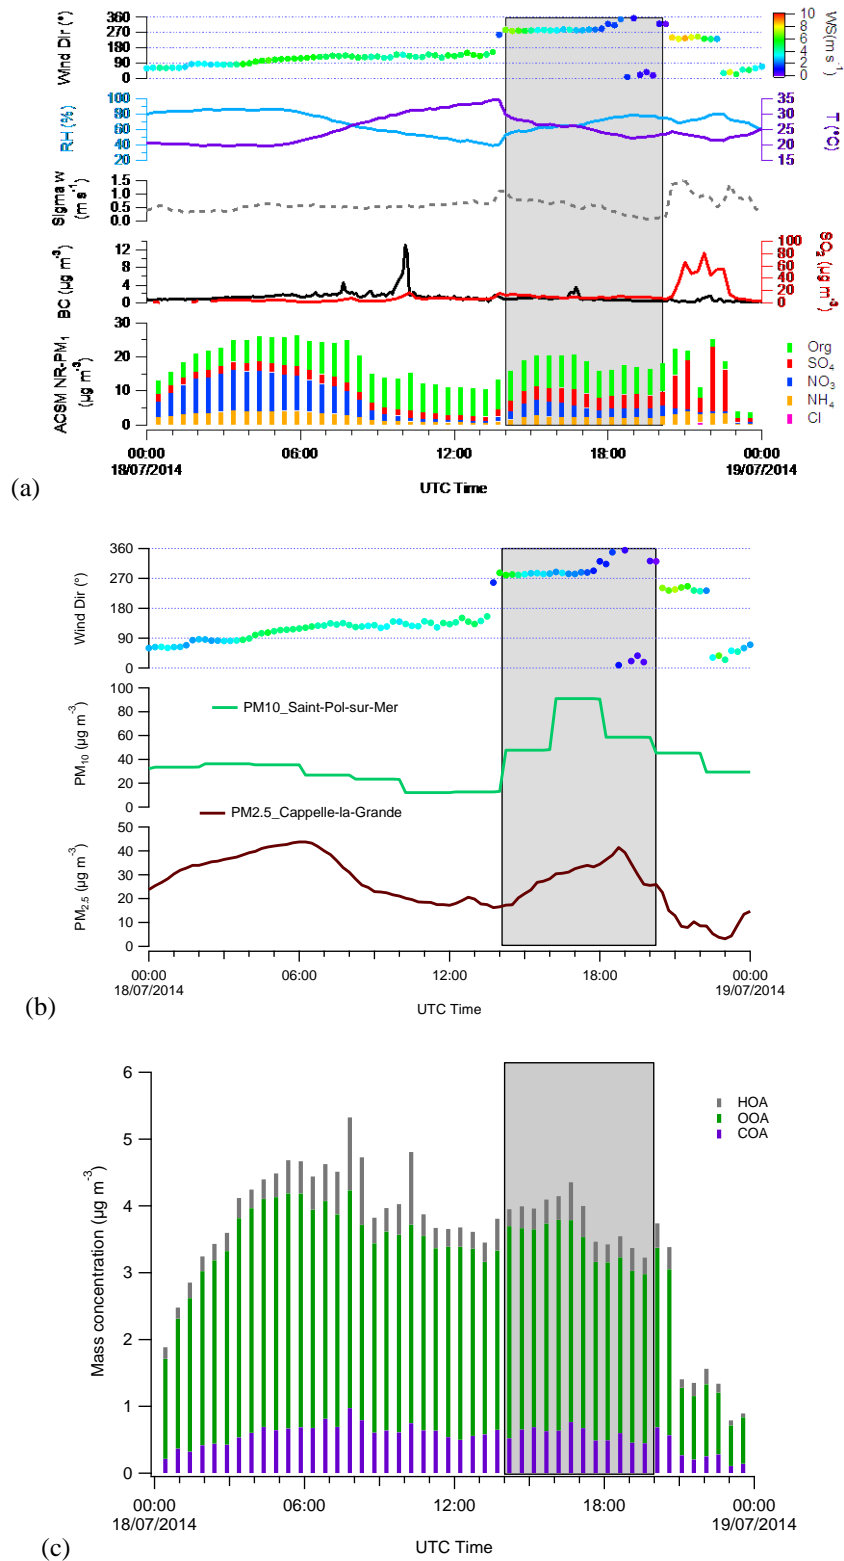 Wind Dir (°)
360
270
180
90
0
10
8
6
4
2
0
WS(m s-1)
RH (%)
100
80
60
40
20
35
30
25
20
15
T (°C)
Sigma w
(m s-1)
1.5
1.0
0.5
0.0
BC (µg m-3)
12
8
4
0
100
80
60
40
20
0
SO2 (µg m-3)
ACSM NR-PM1
(µg m-3)
30
20
10
0
Org
SO4
NO3
NH4
Cl
00:00 06:00 12:00 18:00 00:00
18/07/2014 19/07/2014
UTC Time
(a)
Wind Dir (°)
360
270
180
90
0
PM10 (µg m-3)
100
80
60
40
20
0
PM10_Saint-Pol-sur-Mer
PM2.5 (µg m-3)
50
40
30
20
10
0
PM2.5_Cappelle-la-Grande
00:00 06:00 12:00 18:00 00:00
18/07/2014 19/07/2014
UTC Time
(b)
Mass concentration (µg m-3)
6
5
4
3
2
1
0
HOA
OOA
COA
00:00 06:00 12:00 18:00 00:00
18/07/2014 19/07/2014
UTC Time
(c)